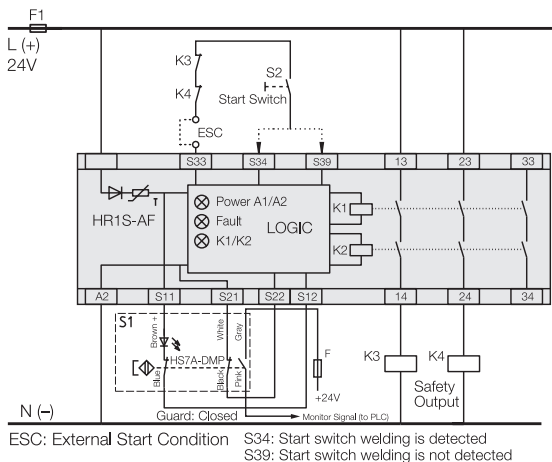 F1
L (+)
24V
K3
K4
S2
Start Switch
ESC
S33 S34 S39 13 23 33
HR1S-AF
T
Power A1/A2
Fault
K1/K2
LOGIC
K1
K2
A2 S11 S21 S22 S12 14 24 34
S1
Brown +
White
Gray
HS7A-DMP
Blue
Black
Pink
F
+24V
K3
K4
Safety
Output
Guard: Closed
Monitor Signal (to PLC)
N (–)
ESC: External Start Condition
S34: Start switch welding is detected
S39: Start switch welding is not detected